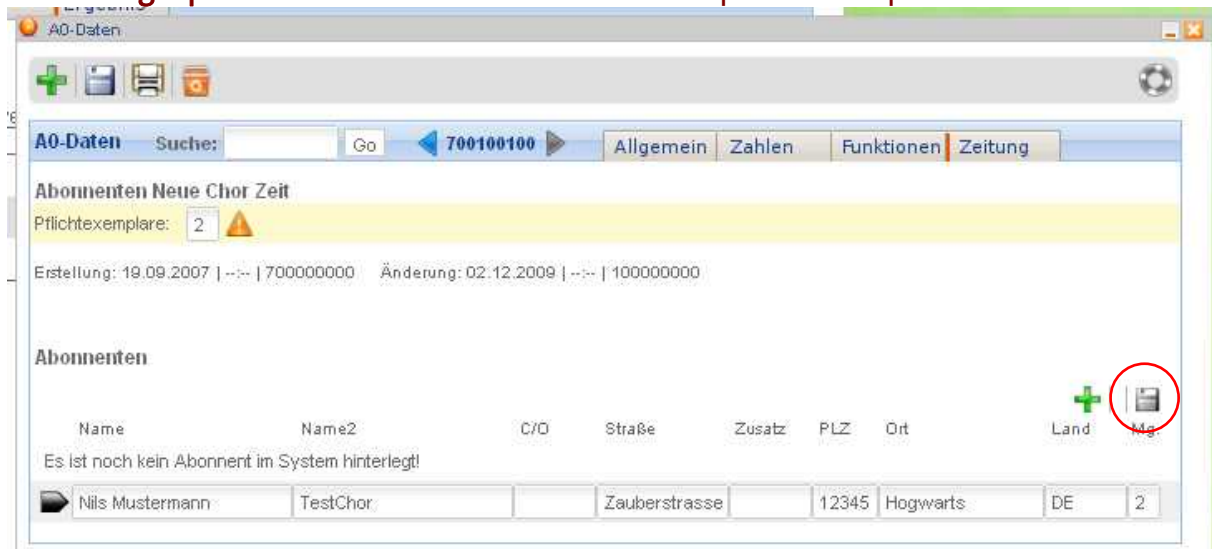 A0-Daten
A0-Daten Suche: Go 700100100 Allgemein Zahlen Funktionen Zeitung
Abonnenten Neue Chor Zeit
Pflichtexemplare: 2
Erstellung: 19.09.2007 | --:-- | 700000000 Änderung: 02.12.2009 | --:-- | 100000000
Abonnenten
Name Name2 C/O Straße Zusatz PLZ Ort Land Mg.
Es ist noch kein Abonnent im System hinterlegt!
Nils Mustermann TestChor Zauberstrasse 12345 Hogwarts DE 2